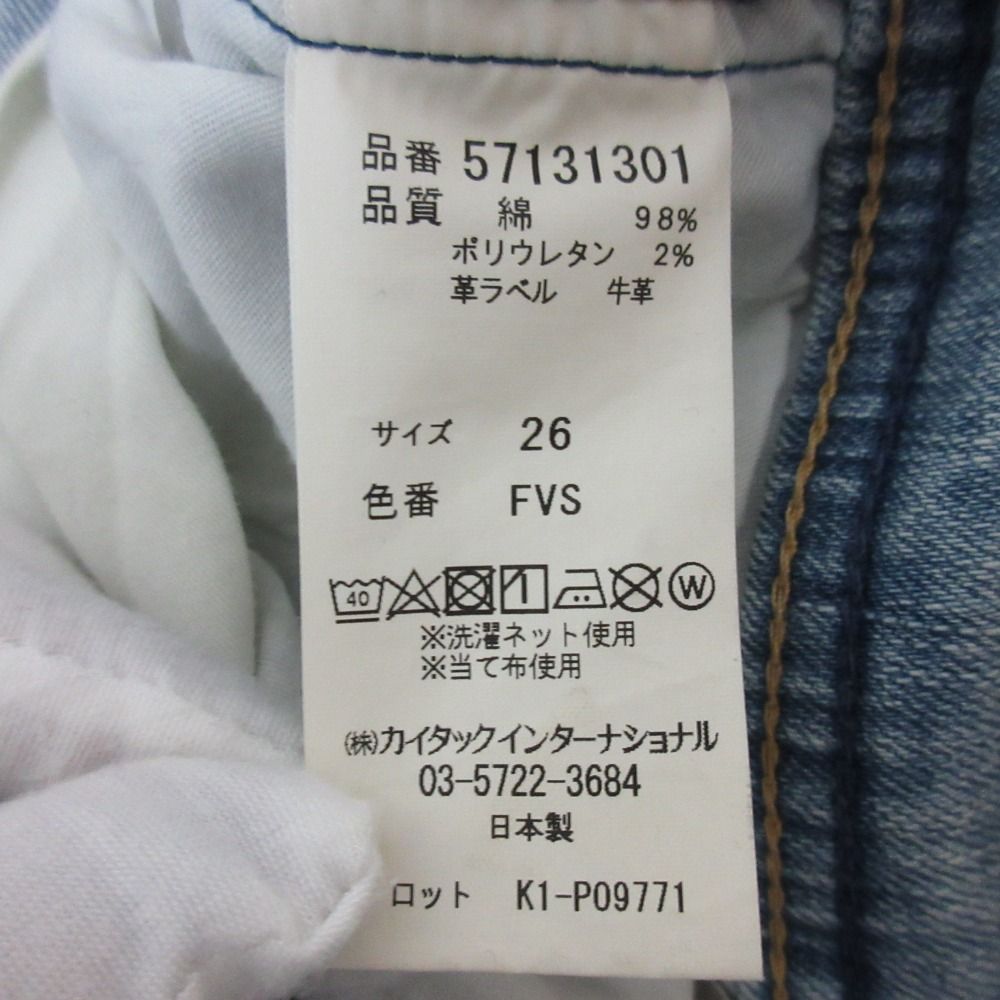 品番 57131301
品質 綿 98%
ポリウレタン 2%
革ラベル 牛革
サイズ 26
色番 FVS
40 W
※洗濯ネット使用
※当て布使用
㈱カイタックインターナショナル
03-5722-3684
日本製
ロット K1-P09771